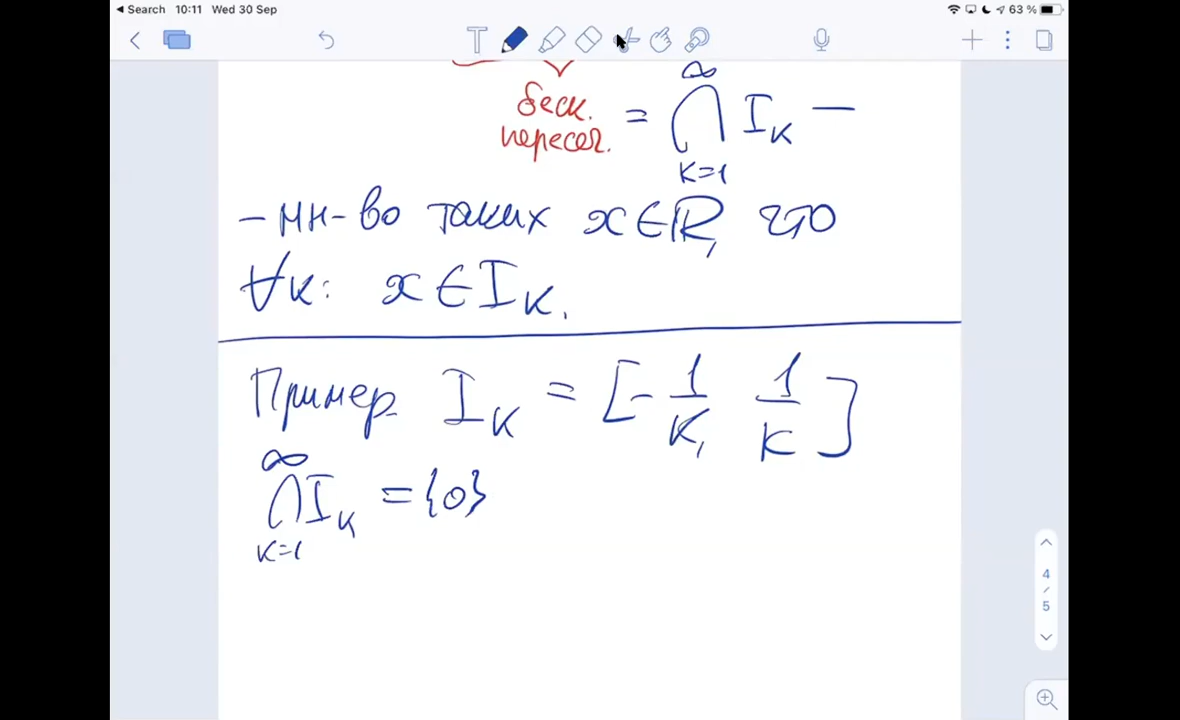 Search 10:11 Wed 30 Sep 63 %
T
беск.
пересеч.
= ∞ ⋂ K=1 I_K —
– мн-во таких x∈ℝ, что
∀K: x∈I_K.
Пример I_K = [-1/K, 1/K]
∞ ⋂ K=1 I_K = {0}
4
/
5